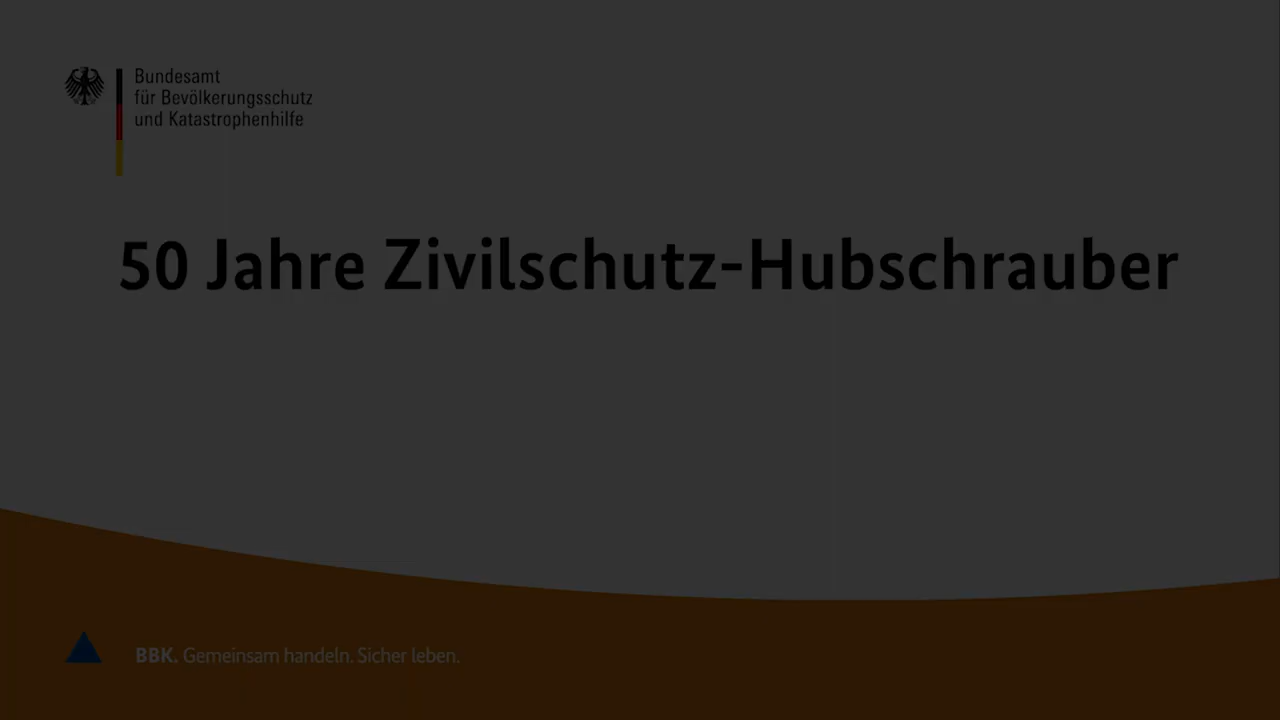 Bundesamt
für Bevölkerungsschutz
und Katastrophenhilfe
50 Jahre Zivilschutz-Hubschrauber
BBK. Gemeinsam handeln. Sicher leben.